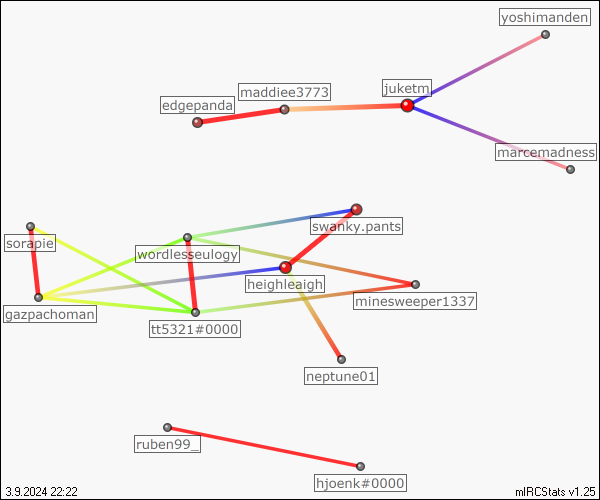 yoshimanden
juketm
maddiee3773
edgepanda
marcemadness
swanky.pants
sorapie
wordlesseulogy
heighleaigh
minesweeper1337
gazpachoman
tt5321#0000
neptune01
ruben99_
hjoenk#0000
3.9.2024 22:22
mIRCStats v1.25